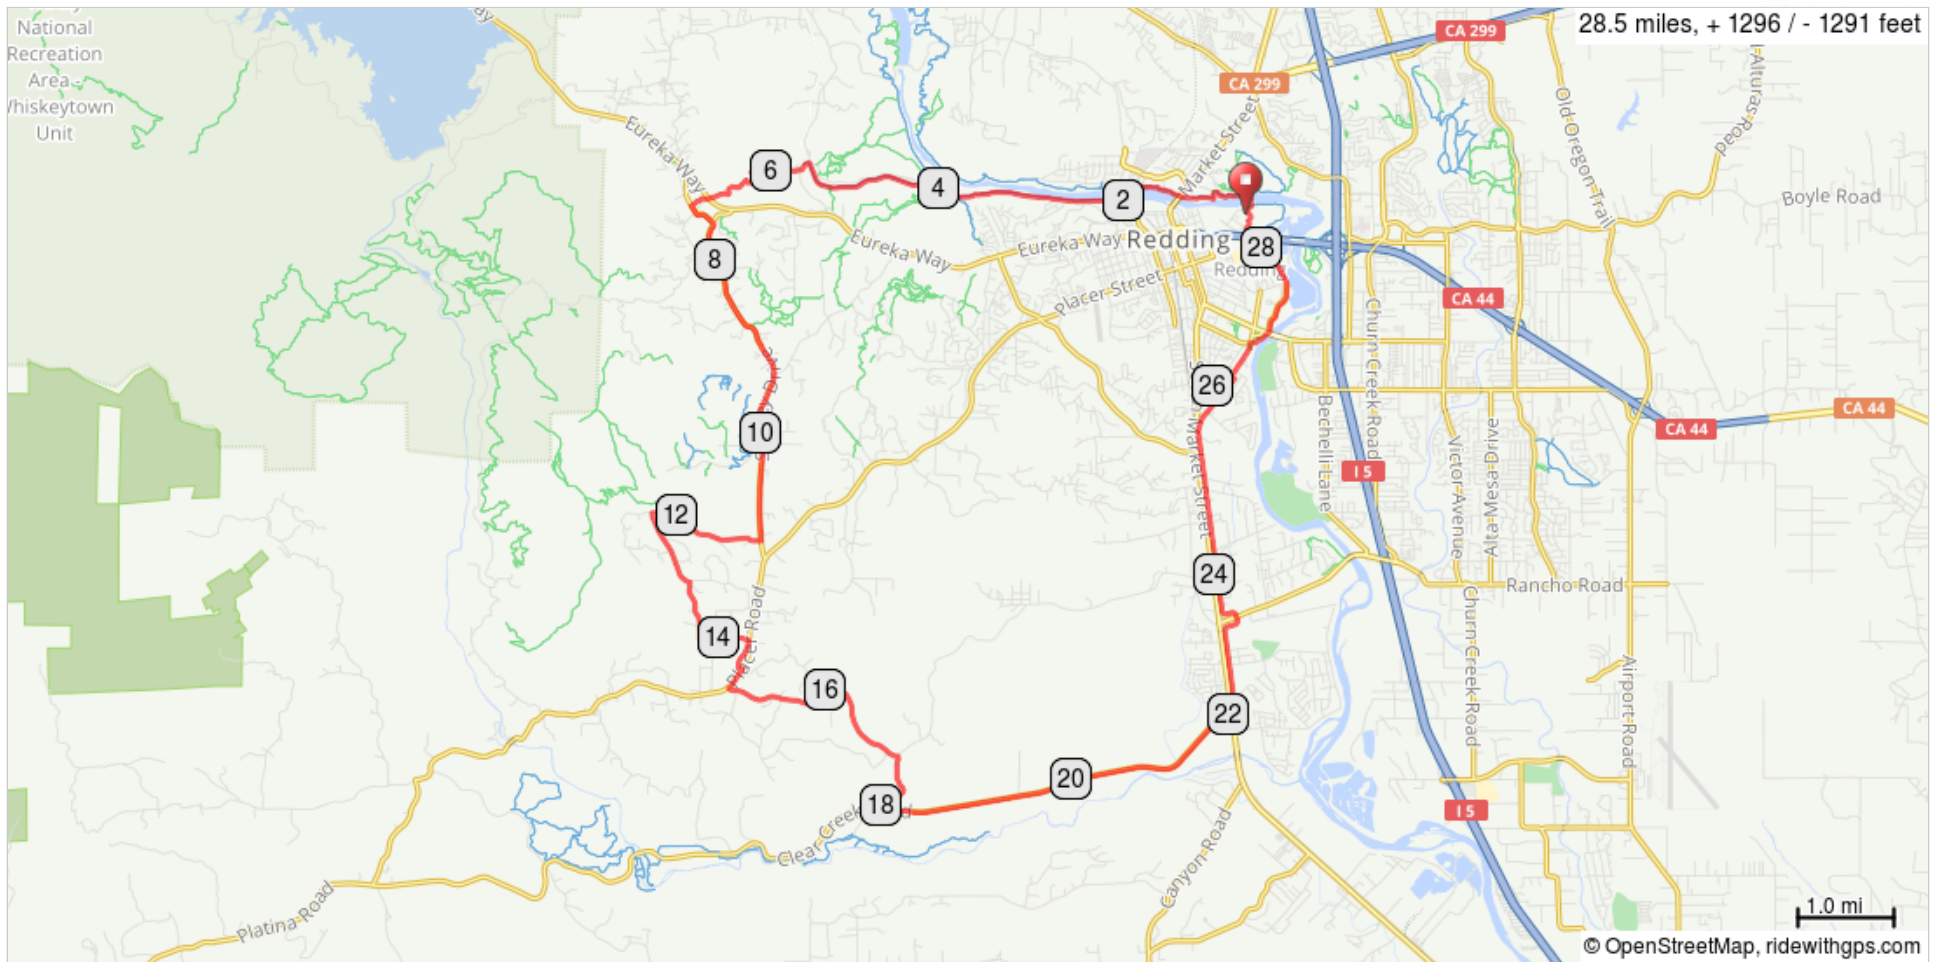 National
Recreation
Area -
Whiskeytown
Unit
28.5 miles, + 1296 / - 1291 feet
CA 299
CA 299
Old Oregon Trail
Alturas Road
Market Street
Eureka Way
6
4
2
Boyle Road
Eureka Way
Eureka Way
Redding
28
Redding
8
Placer Street
CA 44
Churn Creek Road
26
CA 44
CA 44
10
Bechelli Lane
Market Street
I 5
Victor Avenue
Alta Mesa Drive
12
24
Rancho Road
14
Placer Road
Churn Creek Road
16
22
Airport Road
20
18
Clear Creek
I 5
Canyon Road
Platina Road
1.0 mi
© OpenStreetMap, ridewithgps.com